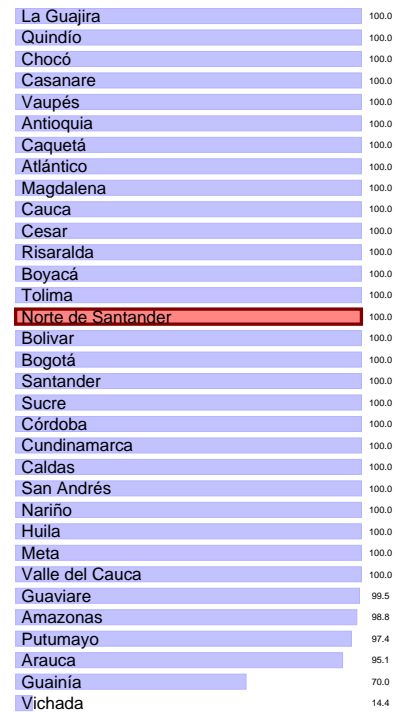 La Guajira 100.0
Quindío 100.0
Chocó 100.0
Casanare 100.0
Vaupés 100.0
Antioquia 100.0
Caquetá 100.0
Atlántico 100.0
Magdalena 100.0
Cauca 100.0
Cesar 100.0
Risaralda 100.0
Boyacá 100.0
Tolima 100.0
Norte de Santander 100.0
Bolivar 100.0
Bogotá 100.0
Santander 100.0
Sucre 100.0
Córdoba 100.0
Cundinamarca 100.0
Caldas 100.0
San Andrés 100.0
Nariño 100.0
Huila 100.0
Meta 100.0
Valle del Cauca 100.0
Guaviare 99.5
Amazonas 98.8
Putumayo 97.4
Arauca 95.1
Guainía 70.0
Vichada 14.4